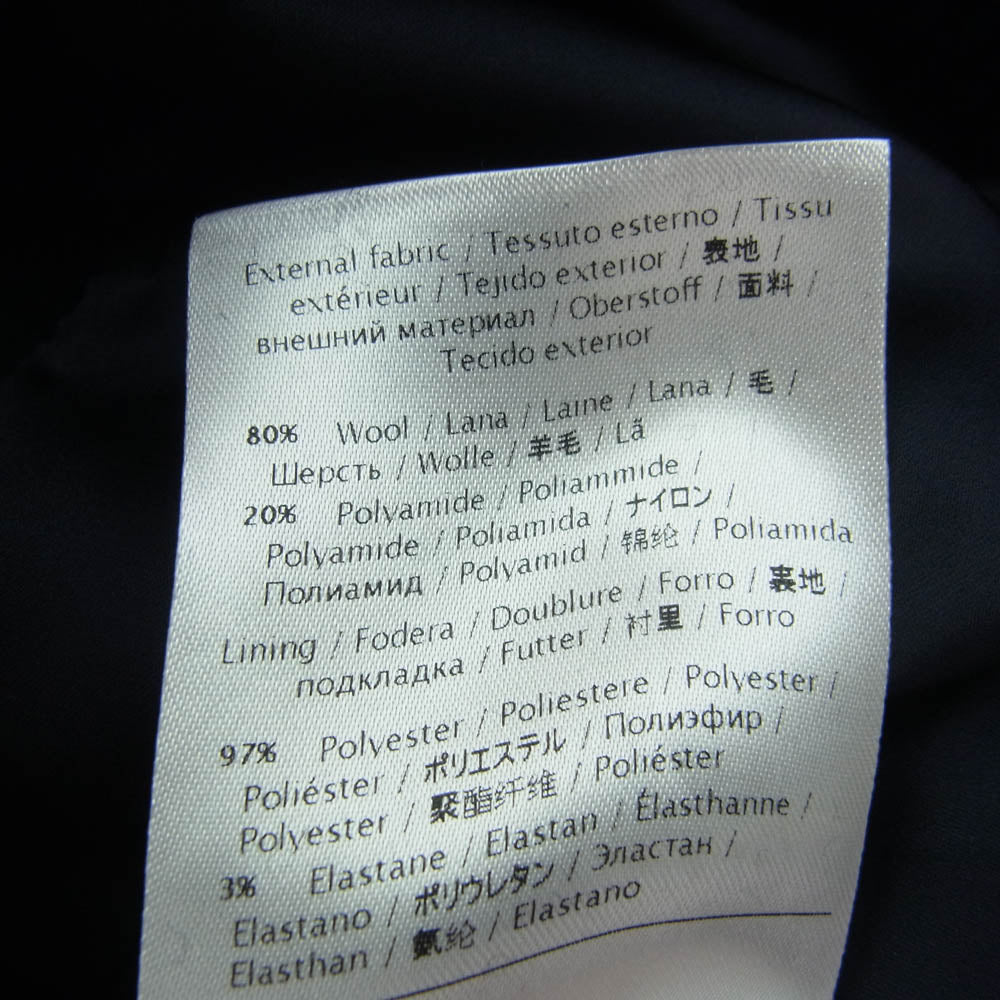 External fabric / Tessuto esterno / Tissu
extérieur / Tejido exterior / 表地 /
внешний материал / Oberstoff / 面料 /
Tecido exterior
80% Wool / Lana / Laine / Lana / 毛 /
Шерсть / Wolle / 羊毛 / Lã
20% Polyamide / Poliammide /
Polyamide / Poliamida / ナイロン /
Полиамид / Polyamid / 锦纶 / Poliamida
Lining / Fodera / Doublure / Forro / 裏地 /
подкладка / Futter / 衬里 / Forro
97% Polyester / Poliestere / Polyester /
Poliéster / ポリエステル / Полиэфир /
Polyester / 聚酯纤维 / Poliéster
3% Elastane / Elastan / Élasthanne /
Elastano / ポリウレタン / Эластан /
Elasthan / 氨纶 / Elastano